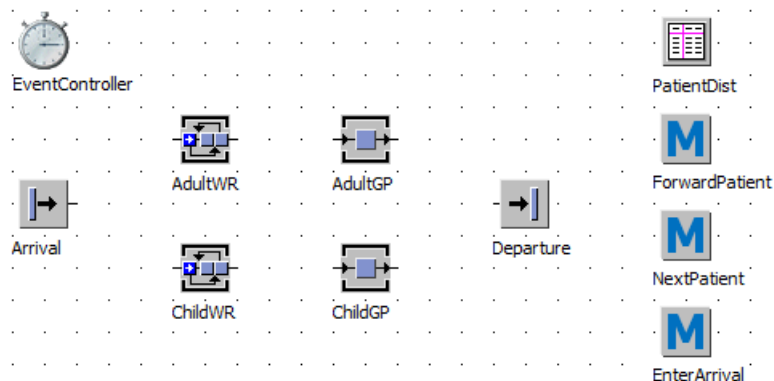 EventController
PatientDist
AdultWR
AdultGP
M
ForwardPatient
Arrival
Departure
M
NextPatient
ChildWR
ChildGP
M
EnterArrival